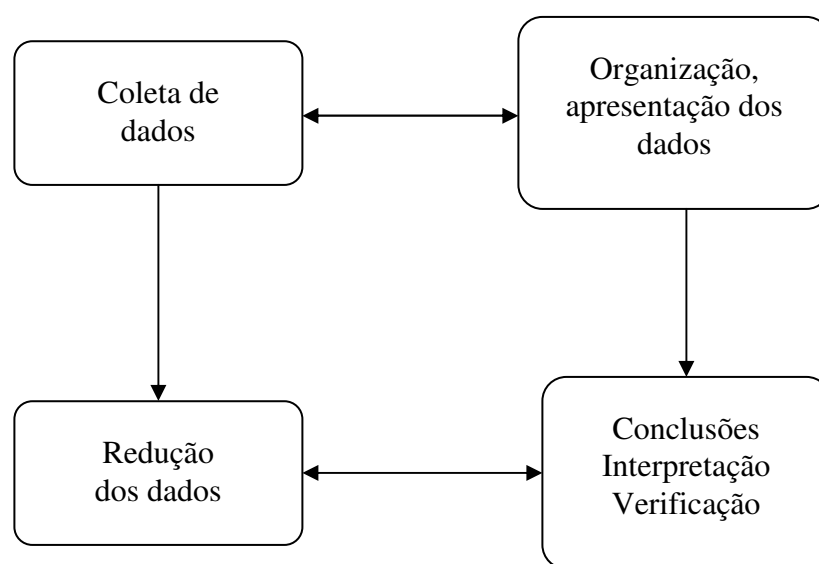 Coleta de
dados
Organização,
apresentação dos
dados
Redução
dos dados
Conclusões
Interpretação
Verificação